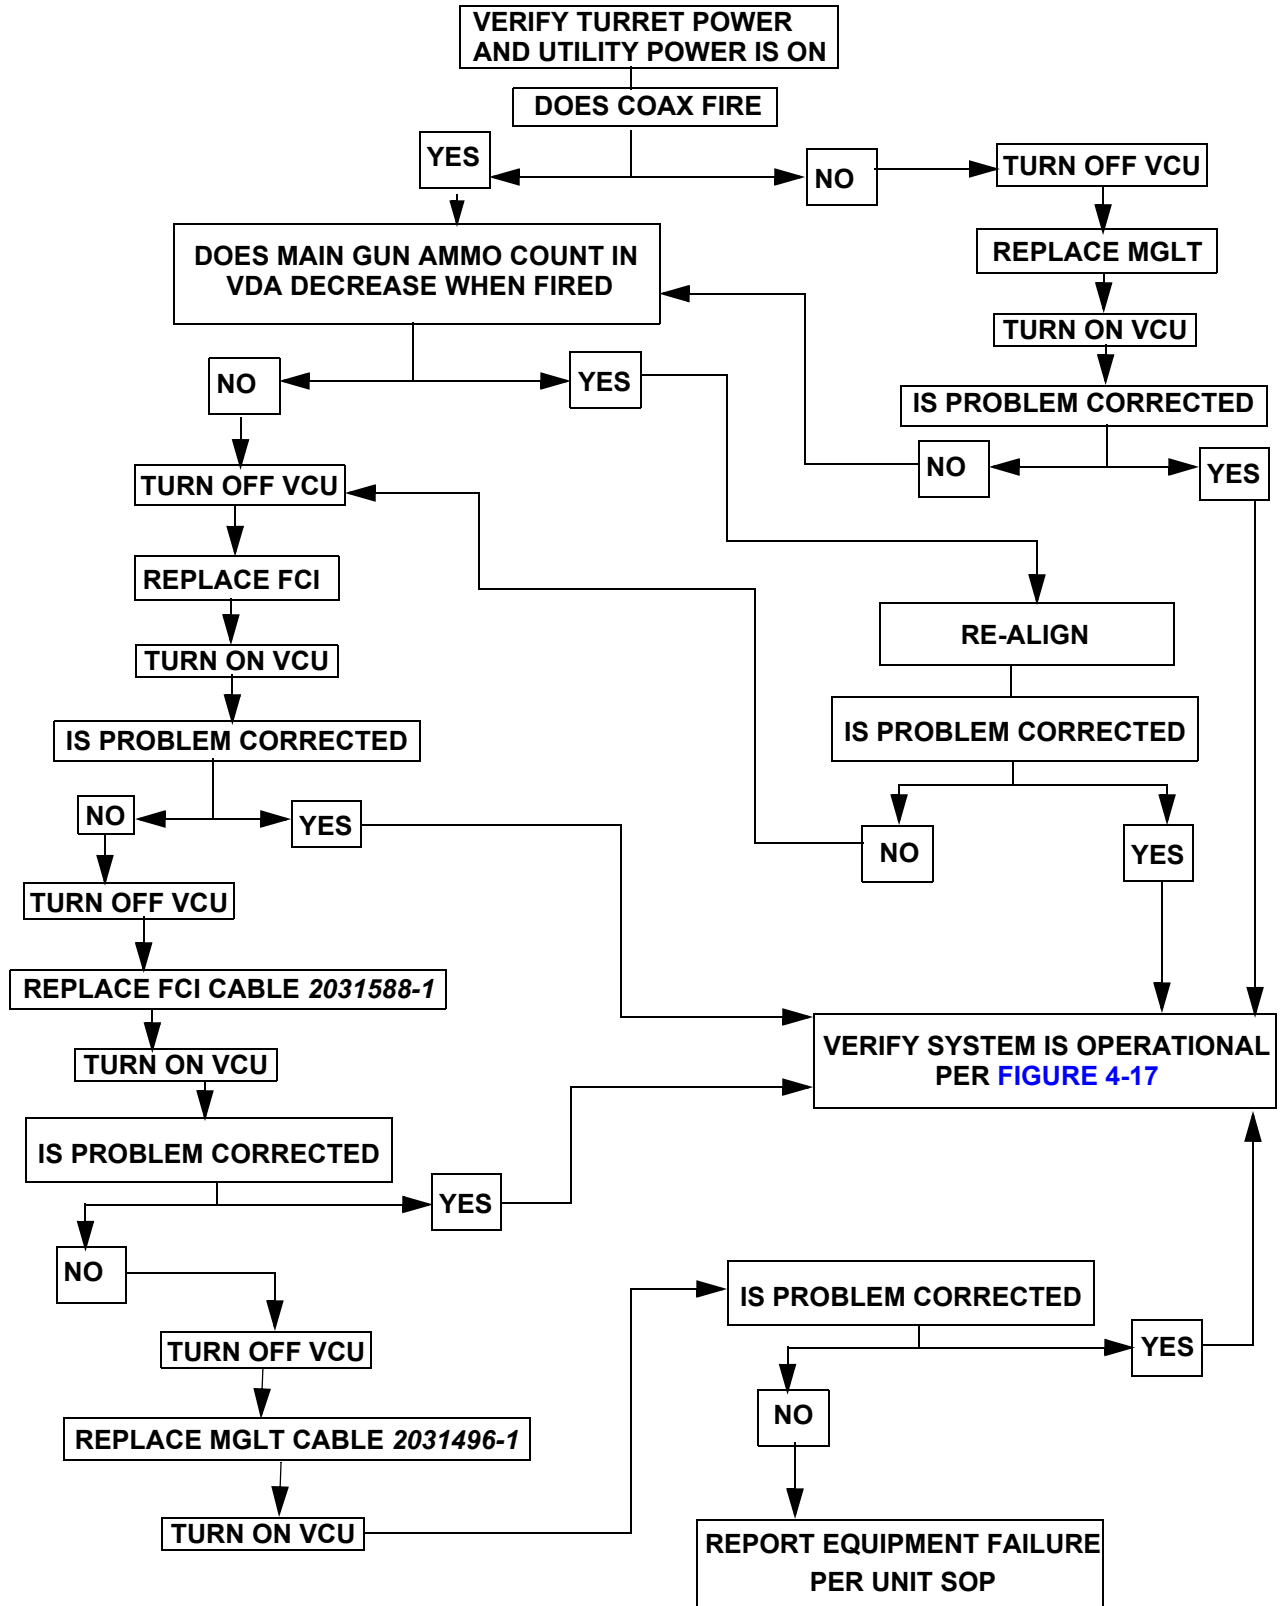 VERIFY TURRET POWER
AND UTILITY POWER IS ON
DOES COAX FIRE
YES
NO
TURN OFF VCU
DOES MAIN GUN AMMO COUNT IN
VDA DECREASE WHEN FIRED
REPLACE MGLT
TURN ON VCU
NO
YES
IS PROBLEM CORRECTED
NO
YES
TURN OFF VCU
REPLACE FCI
RE-ALIGN
TURN ON VCU
IS PROBLEM CORRECTED
IS PROBLEM CORRECTED
NO
YES
NO
YES
TURN OFF VCU
REPLACE FCI CABLE 2031588-1
TURN ON VCU
VERIFY SYSTEM IS OPERATIONAL
PER FIGURE 4-17
IS PROBLEM CORRECTED
YES
NO
IS PROBLEM CORRECTED
TURN OFF VCU
YES
NO
REPLACE MGLT CABLE 2031496-1
TURN ON VCU
REPORT EQUIPMENT FAILURE
PER UNIT SOP